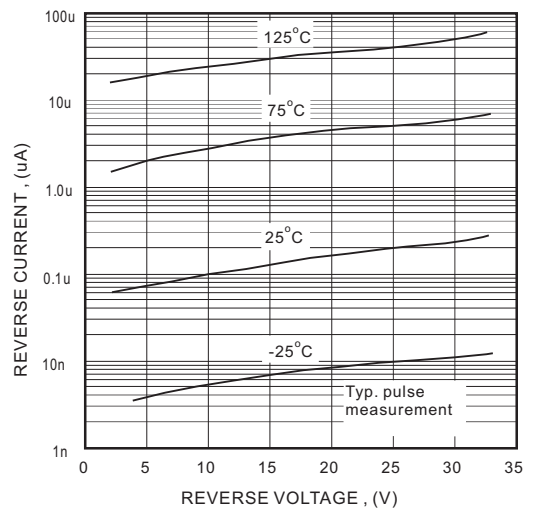 100u
125°C
10u
75°C
1.0u
25°C
0.1u
-25°C
10n
Typ. pulse
measurement
1n
0 5 10 15 20 25 30 35
REVERSE CURRENT , (uA)
REVERSE VOLTAGE , (V)